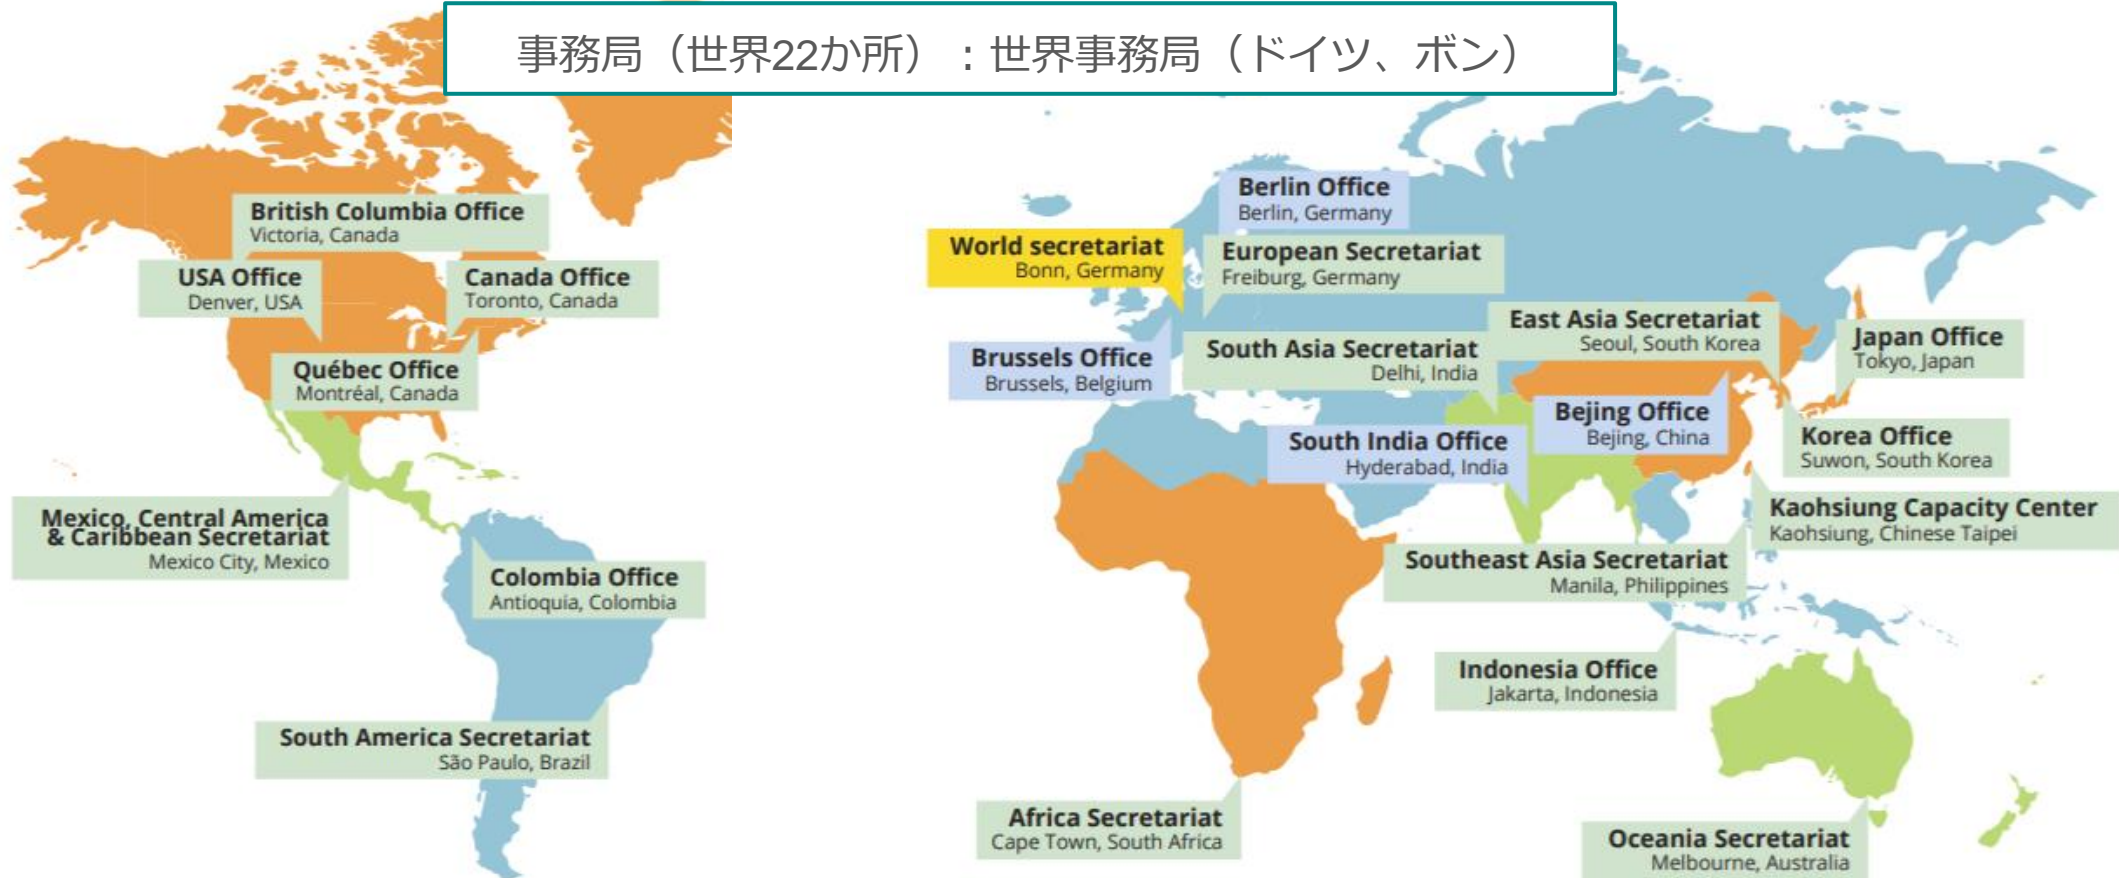 事務局（世界22か所）：世界事務局（ドイツ、ボン）
British Columbia Office
Victoria, Canada
USA Office
Denver, USA
Canada Office
Toronto, Canada
Québec Office
Montréal, Canada
Mexico, Central America
& Caribbean Secretariat
Mexico City, Mexico
Colombia Office
Antioquia, Colombia
South America Secretariat
São Paulo, Brazil
Berlin Office
Berlin, Germany
World secretariat
Bonn, Germany
European Secretariat
Freiburg, Germany
Brussels Office
Brussels, Belgium
South Asia Secretariat
Delhi, India
East Asia Secretariat
Seoul, South Korea
Japan Office
Tokyo, Japan
Bejing Office
Bejing, China
South India Office
Hyderabad, India
Korea Office
Suwon, South Korea
Kaohsiung Capacity Center
Kaohsiung, Chinese Taipei
Southeast Asia Secretariat
Manila, Philippines
Indonesia Office
Jakarta, Indonesia
Africa Secretariat
Cape Town, South Africa
Oceania Secretariat
Melbourne, Australia